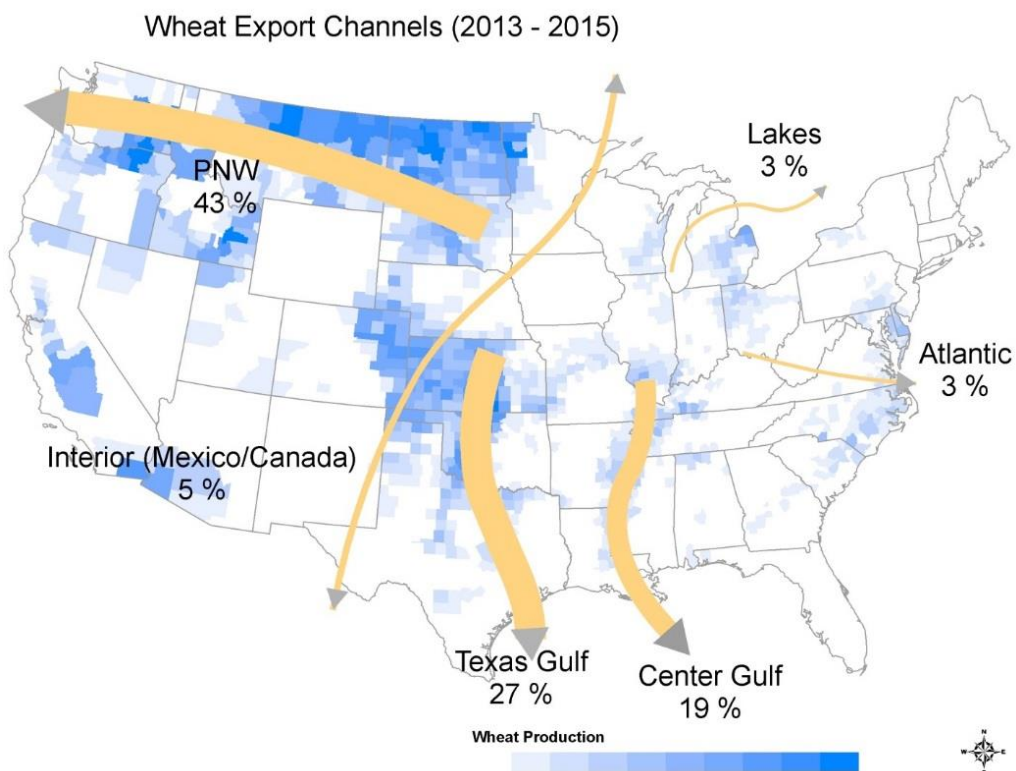 Wheat Export Channels (2013 - 2015)
Lakes
3 %
PNW
43 %
Atlantic
3 %
Interior (Mexico/Canada)
5 %
Texas Gulf
27 %
Center Gulf
19 %
Wheat Production
N
W
E